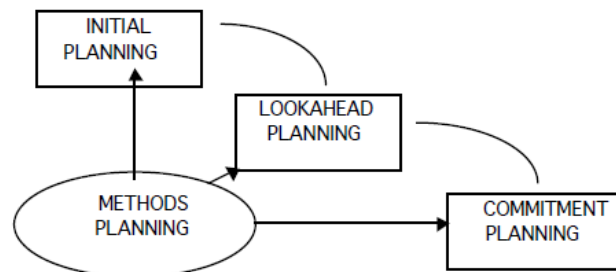 INITIAL
PLANNING
LOOKAHEAD
PLANNING
METHODS
PLANNING
COMMITMENT
PLANNING